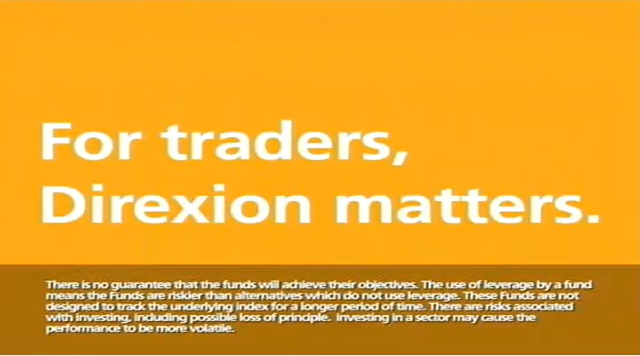 For traders,
Direxion matters.
There is no guarantee that the funds will achieve their objectives. The use of leverage by a fund
means the Funds are riskier than alternatives which do not use leverage. These Funds are not
designed to track the underlying index for a longer period of time. There are risks associated
with investing, including possible loss of principle. Investing in a sector may cause the
performance to be more volatile.